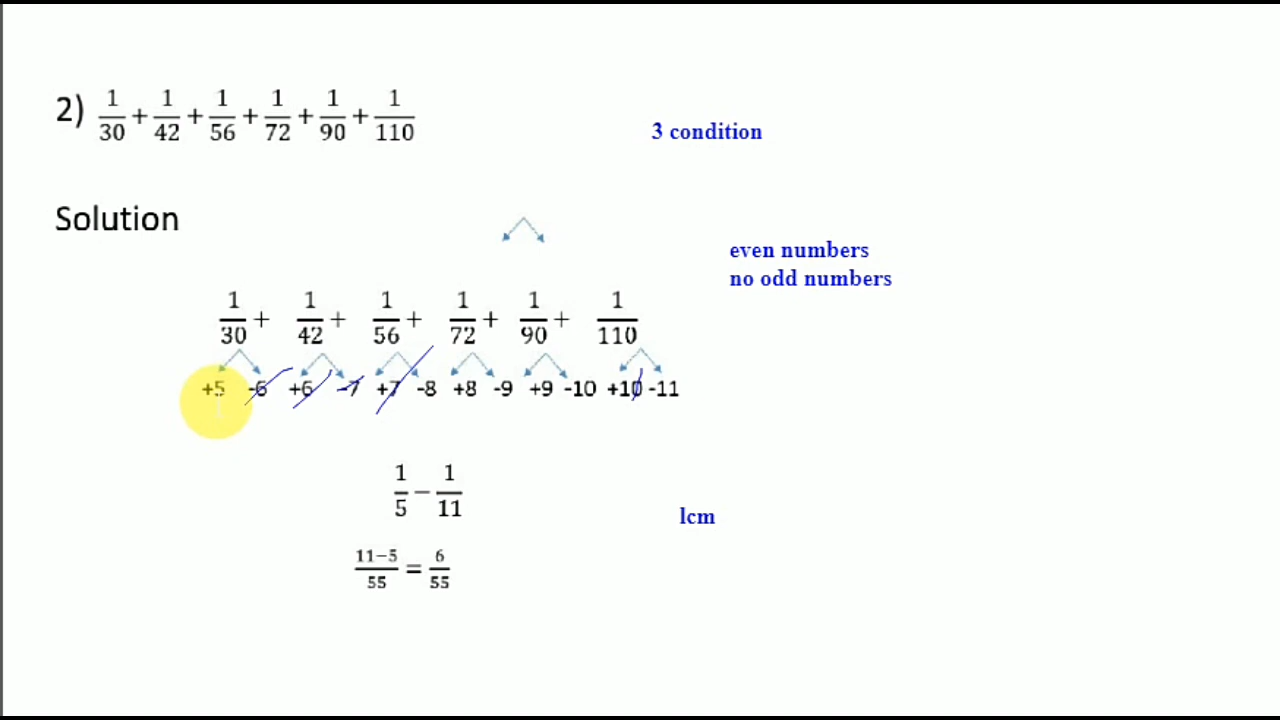 2) 1/30 + 1/42 + 1/56 + 1/72 + 1/90 + 1/110
3 condition
Solution
even numbers
no odd numbers
1/30 + 1/42 + 1/56 + 1/72 + 1/90 + 1/110
+5 -6 +6 -7 +7 -8 +8 -9 +9 -10 +10 -11
1/5 − 1/11
lcm
11−5/55 = 6/55